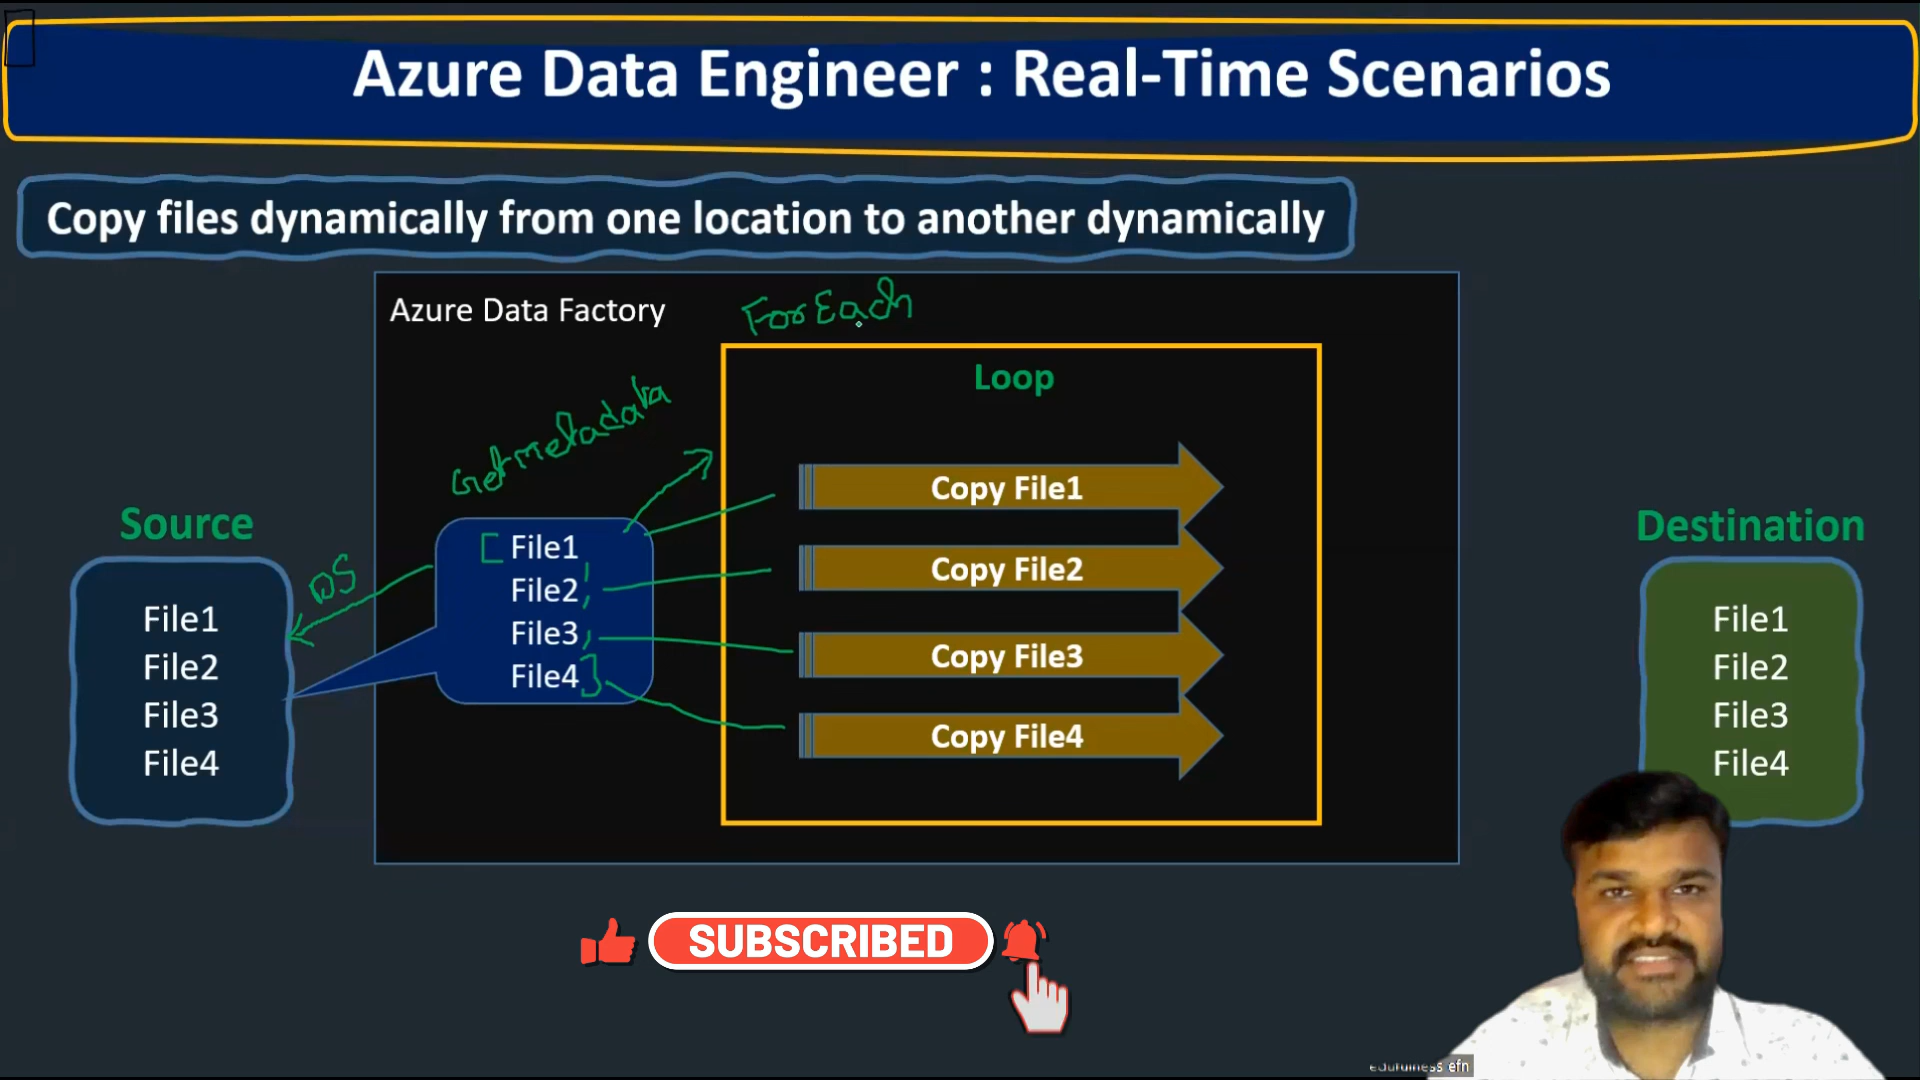 Azure Data Engineer : Real-Time Scenarios
Copy files dynamically from one location to another dynamically
Azure Data Factory
ForEach
Loop
Getmetadata
Source
File1
File2
File3
File4
DS
[ File1
File2,
File3,
File4]
Copy File1
Copy File2
Copy File3
Copy File4
Destination
File1
File2
File3
File4
SUBSCRIBED
efn